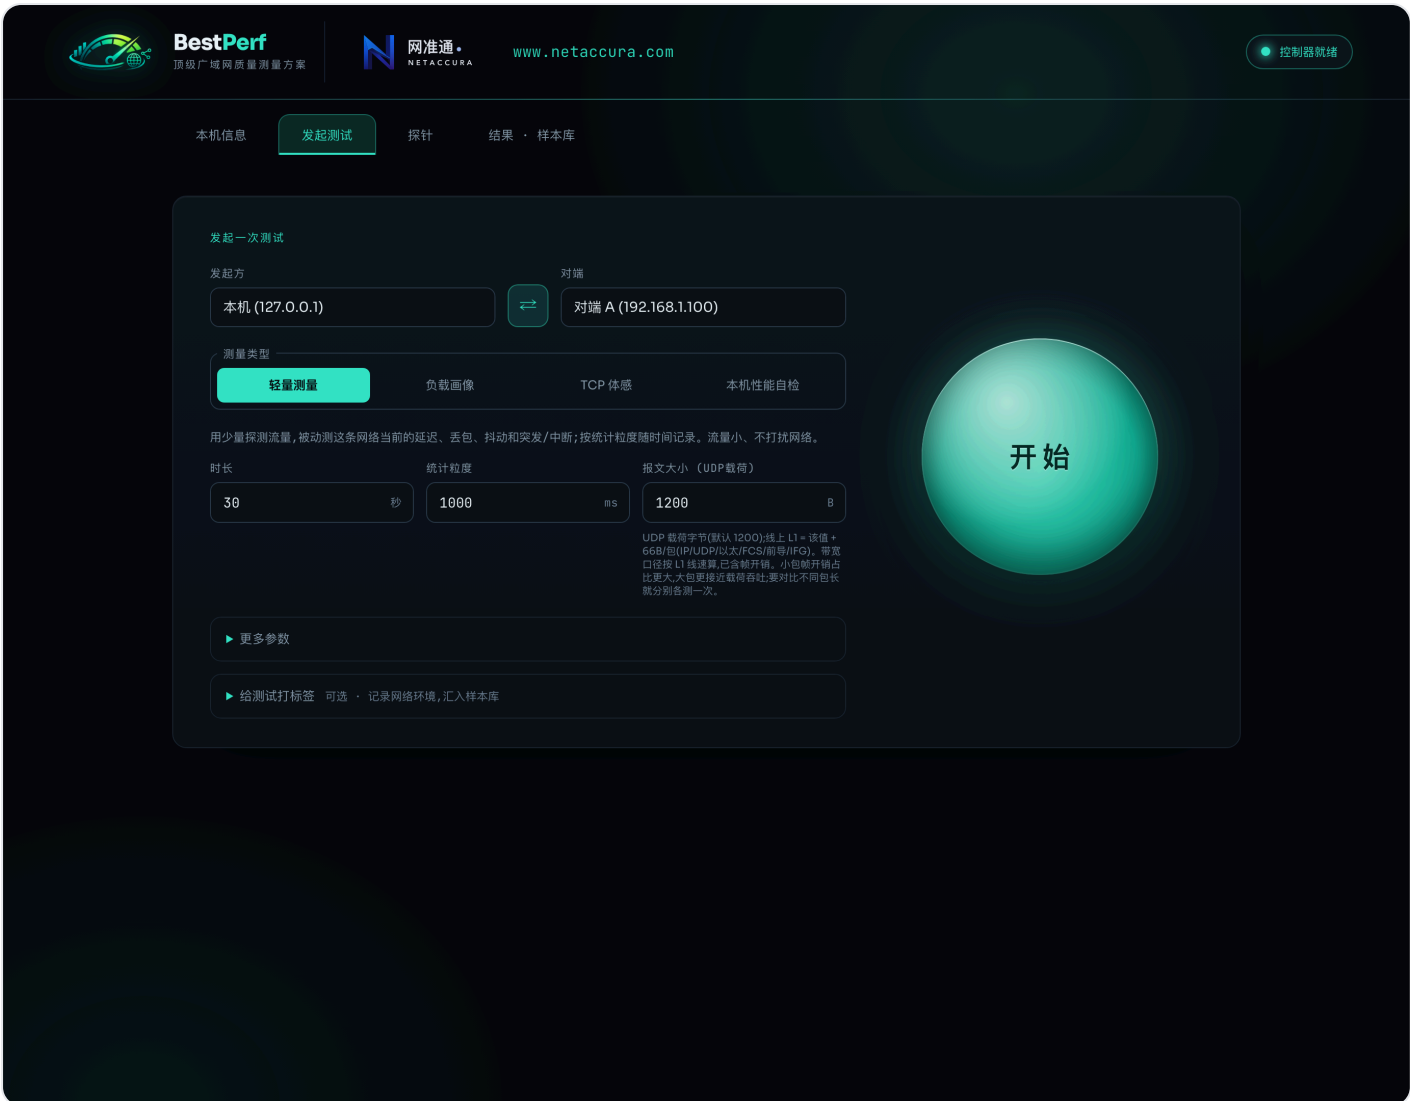 BestPerf
顶级广域网质量测量方案
网准通
NETACCURA
www.netaccura.com
控制器就绪
本机信息
发起测试
探针
结果 · 样本库
发起一次测试
发起方
对端
本机 (127.0.0.1)
⇄
对端 A (192.168.1.100)
测量类型
轻量测量
负载画像
TCP 体感
本机性能自检
用少量探测流量,被动测这条网络当前的延迟、丢包、抖动和突发/中断;按统计粒度随时间记录。流量小、不打扰网络。
时长
统计粒度
报文大小 (UDP载荷)
30 秒
1000 ms
1200 B
UDP 载荷字节(默认 1200);线上 L1 = 该值 +
66B/包(IP/UDP/以太/FCS/前导/IFG)。带宽
口径按 L1 线速算,已含帧开销。小包帧开销占
比更大,大包更接近载荷吞吐;要对比不同包长
就分别各测一次。
开始
▶ 更多参数
▶ 给测试打标签 可选 · 记录网络环境,汇入样本库